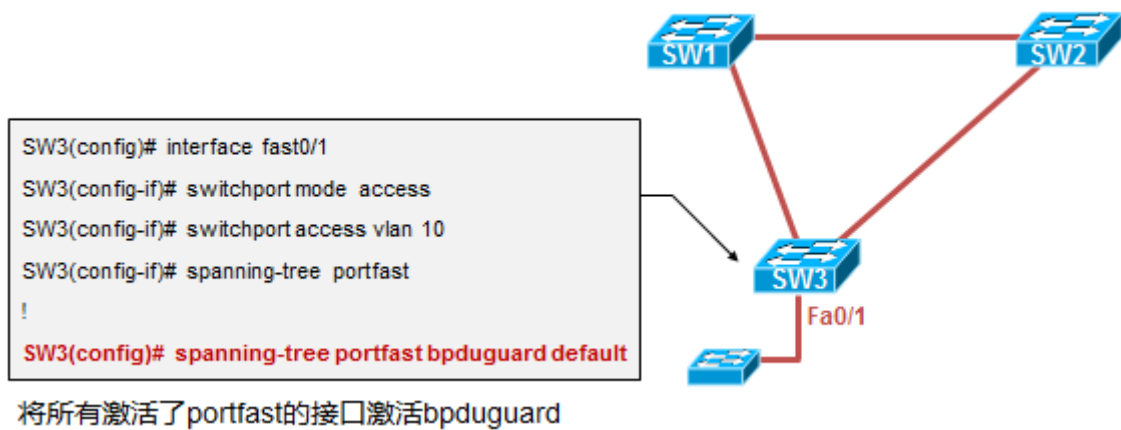 SW1
SW2
SW3(config)# interface fast0/1
SW3(config-if)# switchport mode access
SW3(config-if)# switchport access vlan 10
SW3(config-if)# spanning-tree portfast
!
SW3(config)# spanning-tree portfast bpduguard default
SW3
Fa0/1
将所有激活了portfast的接口激活bpduguard